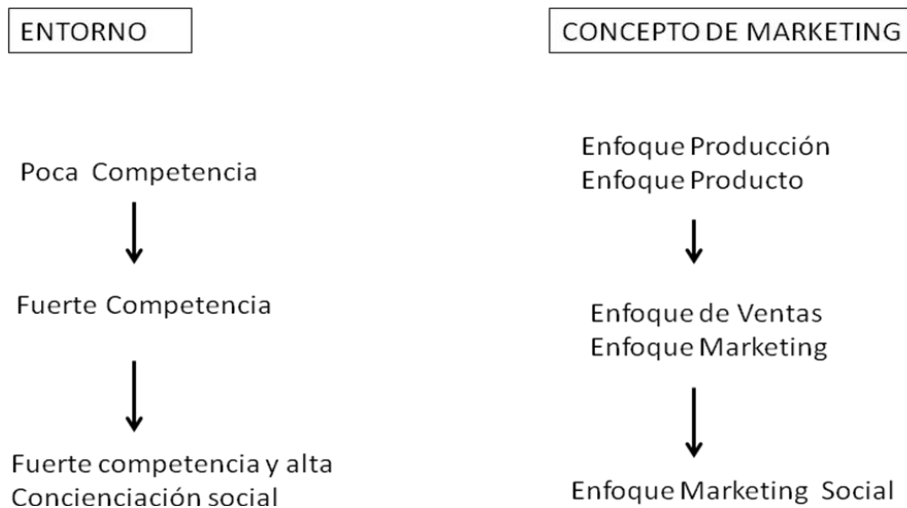 ENTORNO
CONCEPTO DE MARKETING
Poca Competencia
Enfoque Producción
Enfoque Producto
Fuerte Competencia
Enfoque de Ventas
Enfoque Marketing
Fuerte competencia y alta
Concienciación social
Enfoque Marketing Social